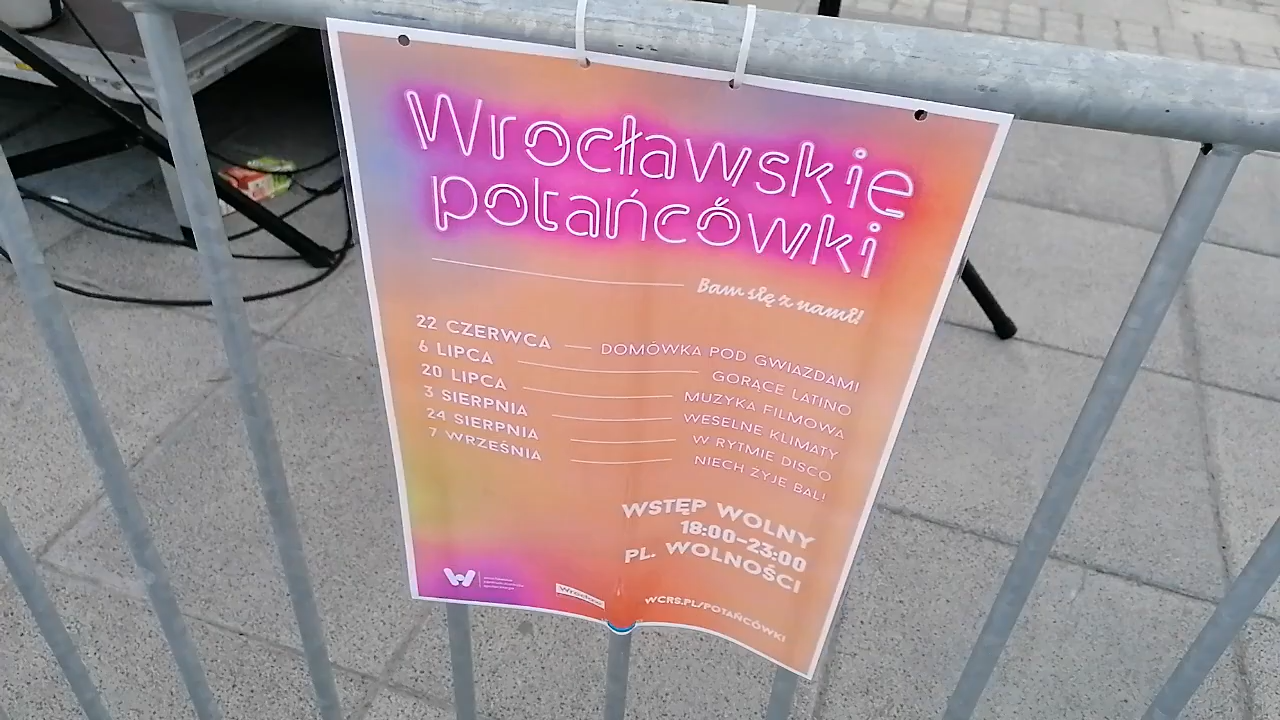 Wrocławskie
potańcówki
Baw się z nami!
22 CZERWCA — DOMÓWKA POD GWIAZDAMI
6 LIPCA — GORĄCE LATINO
20 LIPCA — MUZYKA FILMOWA
3 SIERPNIA — WESELNE KLIMATY
24 SIERPNIA — W RYTMIE DISCO
7 WRZEŚNIA — NIECH ŻYJE BAL!
WSTĘP WOLNY
18:00–23:00
PL. WOLNOŚCI
WCRS.PL/POTAŃCÓWKI
Wrocław